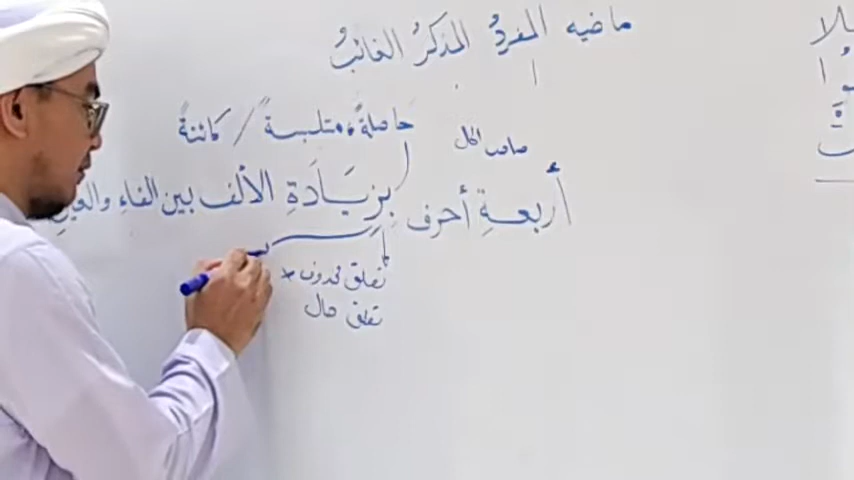 ماضيه المفردُ المذكرُ الغائبُ
حاصلةً، متلبسةً / كائنةً
صاحب الحال
أربعةِ أحرف بِزِيَادَةِ الألف بين الفاءِ والعينِ
تعلق محذوف
تعلق حال